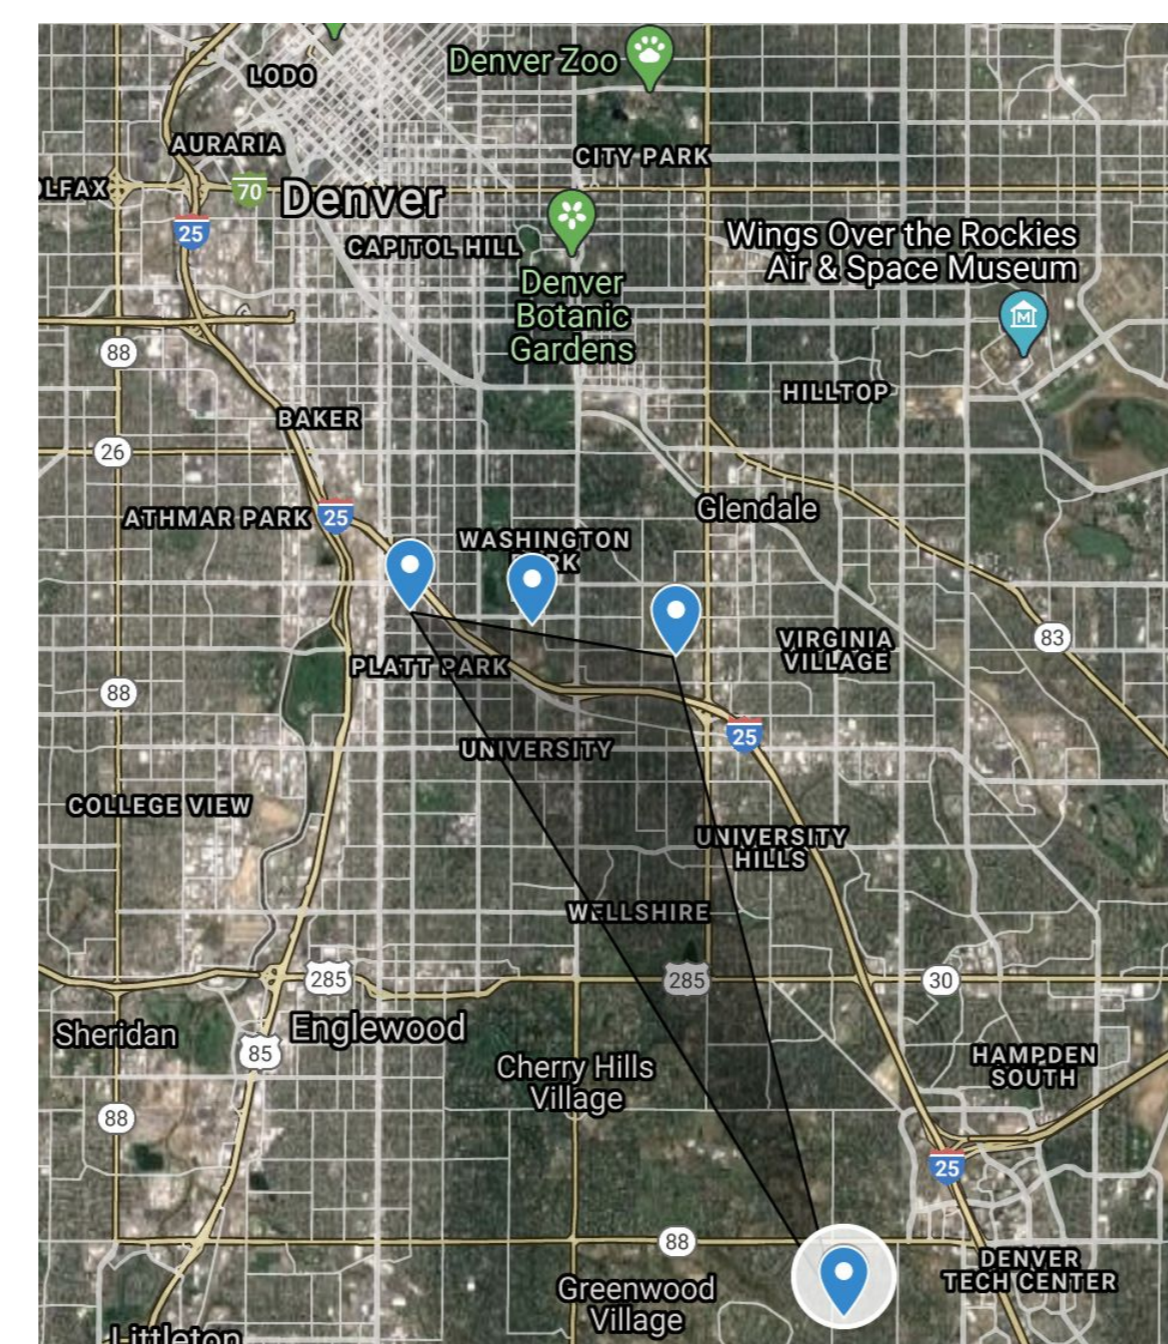 Denver Zoo
LODO
AURARIA
CITY PARK
OLFAX
70
Denver
25
CAPITOL HILL
Wings Over the Rockies
Air & Space Museum
Denver
Botanic
Gardens
M
88
HILLTOP
BAKER
26
Glendale
ATHMAR PARK
25
WASHINGTON
RK
VIRGINIA
VILLAGE
83
PLATT PARK
88
25
UNIVERSITY
COLLEGE VIEW
UNIVERSITY
HILLS
WELLSHIRE
285
285
30
Sheridan
Englewood
85
HAMPDEN
SOUTH
Cherry Hills
Village
88
25
88
DENVER
TECH CENTER
Greenwood
Village
Littleton